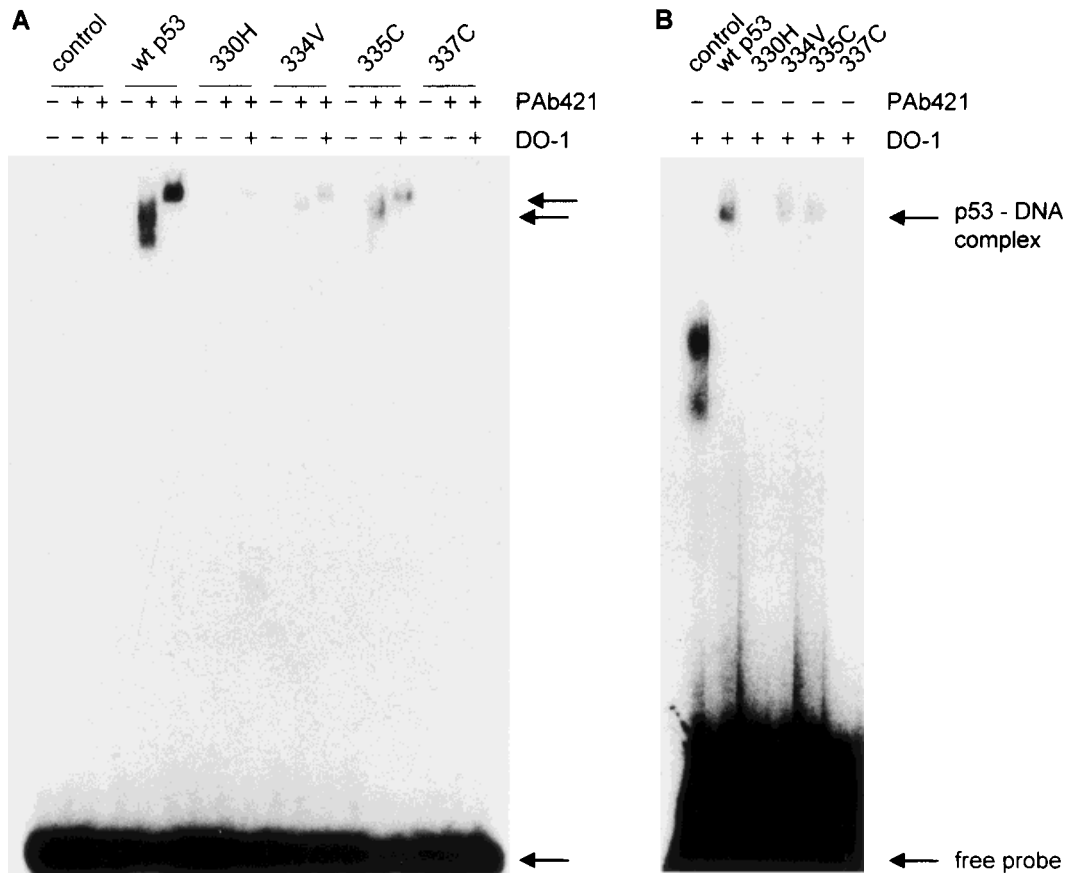 A
control
wt p53
330H
334V
335C
337C
- + + - + + - + + - + + - + + - + +
PAb421
- - + - - + - - + - - + - - + - - +
DO-1
B
control
wt p53
330H
334V
335C
337C
- - - - - -
PAb421
+ + + + + +
DO-1
p53 - DNA
complex
free probe